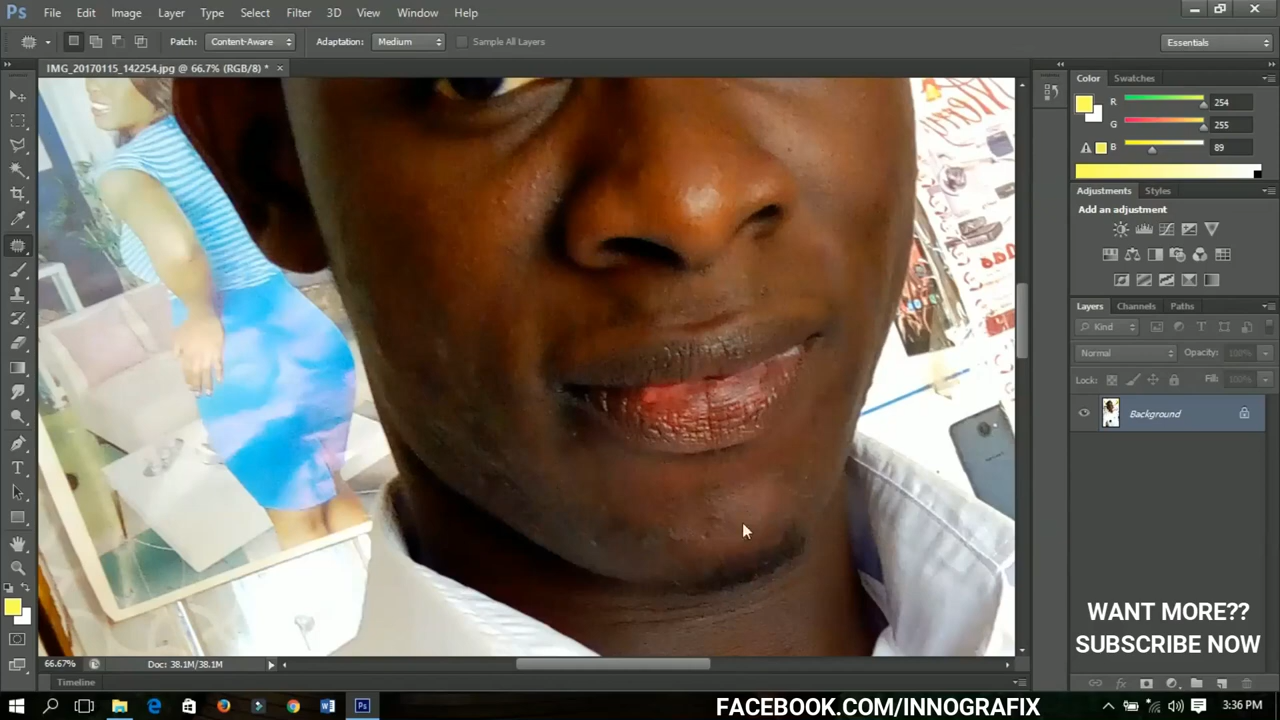 Ps File Edit Image Layer Type Select Filter 3D View Window Help
Patch: Content-Aware Adaptation: Medium Sample All Layers Essentials
IMG_20170115_142254.jpg @ 66.7% (RGB/8) *
Color Swatches
R 254
G 255
B 89
Adjustments Styles
Add an adjustment
Layers Channels Paths
Kind
Normal Opacity: 100%
Lock: Fill: 100%
Background
WANT MORE??
SUBSCRIBE NOW
66.67% Doc: 38.1M/38.1M
Timeline
FACEBOOK.COM/INNOGRAFIX
3:36 PM